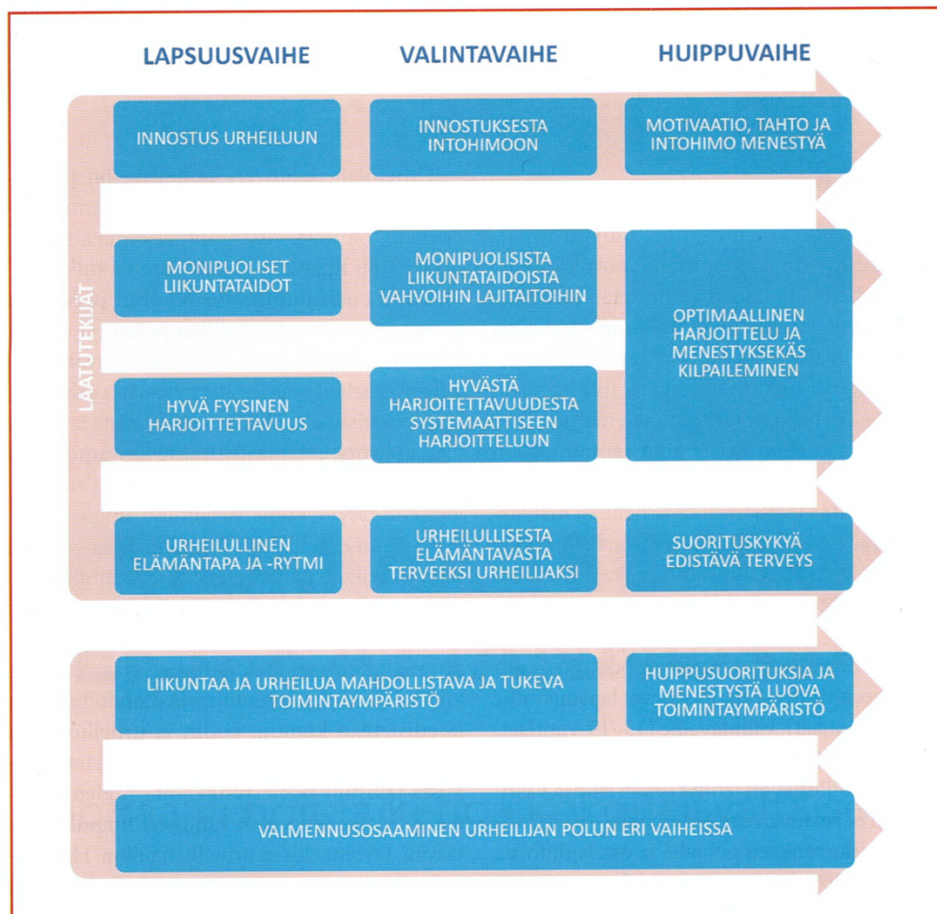 LAPSUUSVAIHE
VALINTAVAIHE
HUIPPUVAIHE
LAATUTEKIJÄT
INNOSTUS URHEILUUN
INNOSTUKSESTA
INTOHIMOON
MOTIVAATIO, TAHTO JA
INTOHIMO MENESTYÄ
MONIPUOLISET
LIIKUNTATAIDOT
MONIPUOLISISTA
LIIKUNTATAIDOISTA
VAHVOIHIN LAJITAITOIHIN
OPTIMAALLINEN
HARJOITTELU JA
MENESTYKSEKÄS
KILPAILEMINEN
HYVÄ FYYSINEN
HARJOITTETTAVUUS
HYVÄSTÄ
HARJOITETTAVUUDESTA
SYSTEMAATTISEEN
HARJOITTELUUN
URHEILULLINEN
ELÄMÄNTAPA JA -RYTMI
URHEILULLISESTA
ELÄMÄNTAVASTA
TERVEEKSI URHEILIJAKSI
SUORITUSKYKYÄ
EDISTÄVÄ TERVEYS
LIIKUNTAA JA URHEILUA MAHDOLLISTAVA JA TUKEVA
TOIMINTAYMPÄRISTÖ
HUIPPUSUORITUKSIA JA
MENESTYSTÄ LUOVA
TOIMINTAYMPÄRISTÖ
VALMENNUSOSAAMINEN URHEILIJAN POLUN ERI VAIHEISSA